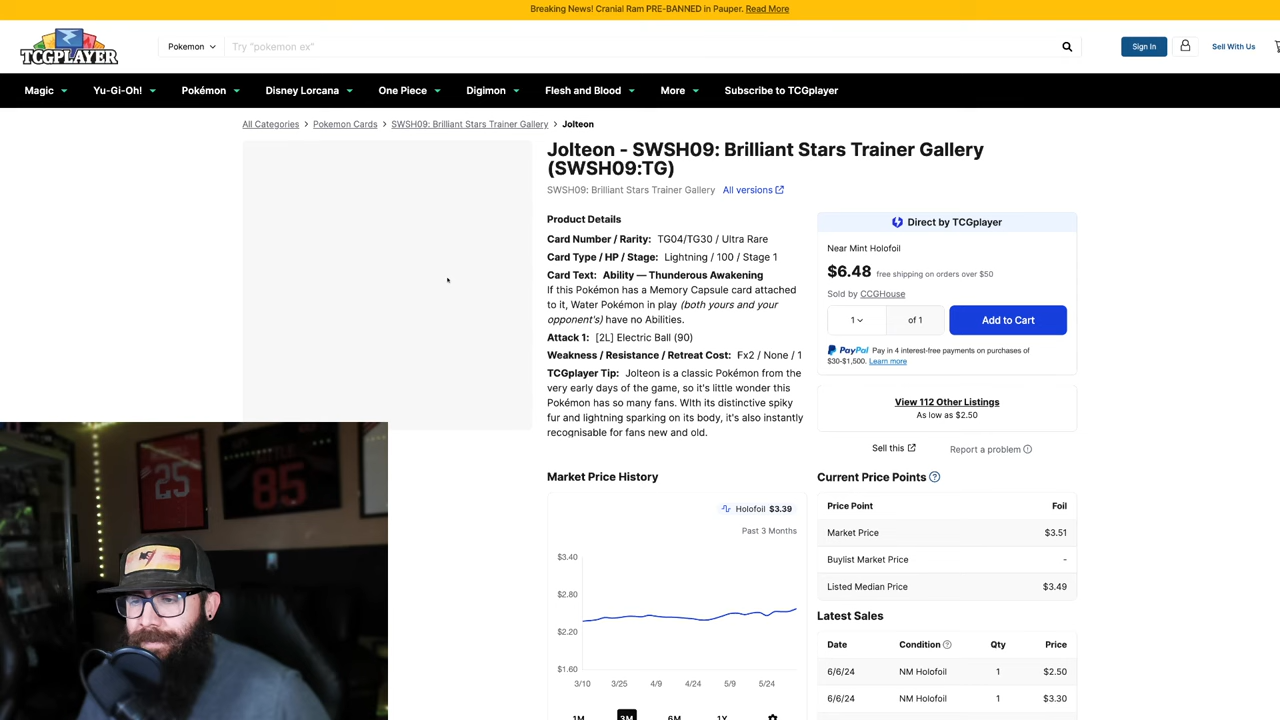 Breaking News! Cranial Ram PRE-BANNED in Pauper. Read More
TCGPLAYER
Pokemon
Try "pokemon ex"
Sign In
Sell With Us
Magic
Yu-Gi-Oh!
Pokémon
Disney Lorcana
One Piece
Digimon
Flesh and Blood
More
Subscribe to TCGplayer
All Categories > Pokemon Cards > SWSH09: Brilliant Stars Trainer Gallery > Jolteon
Jolteon - SWSH09: Brilliant Stars Trainer Gallery
(SWSH09:TG)
SWSH09: Brilliant Stars Trainer Gallery All versions
Product Details
Card Number / Rarity: TG04/TG30 / Ultra Rare
Card Type / HP / Stage: Lightning / 100 / Stage 1
Card Text: Ability — Thunderous Awakening
If this Pokémon has a Memory Capsule card attached
to it, Water Pokémon in play (both yours and your
opponent's) have no Abilities.
Attack 1: [2L] Electric Ball (90)
Weakness / Resistance / Retreat Cost: Fx2 / None / 1
TCGplayer Tip: Jolteon is a classic Pokémon from the
very early days of the game, so it's little wonder this
Pokémon has so many fans. WIth its distinctive spiky
fur and lightning sparking on its body, it's also instantly
recognisable for fans new and old.
Direct by TCGplayer
Near Mint Holofoil
$6.48 free shipping on orders over $50
Sold by CCGHouse
1 of 1
Add to Cart
PayPal Pay in 4 interest-free payments on purchases of
$30-$1,500. Learn more
View 112 Other Listings
As low as $2.50
Sell this
Report a problem
Market Price History
Holofoil $3.39
Past 3 Months
$3.40
$2.80
$2.20
$1.60
3/10 3/25 4/9 4/24 5/9 5/24
1M 3M 6M 1Y
Current Price Points
Price Point Foil
Market Price $3.51
Buylist Market Price -
Listed Median Price $3.49
Latest Sales
Date Condition Qty Price
6/6/24 NM Holofoil 1 $2.50
6/6/24 NM Holofoil 1 $3.30
25
85